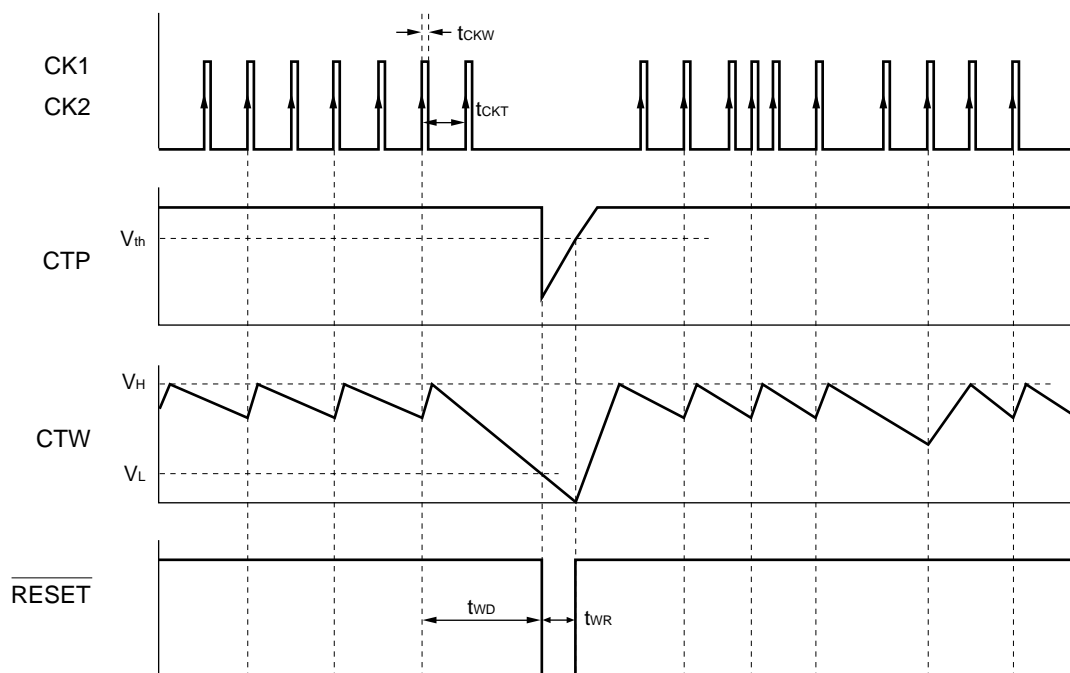 tCKW
CK1
CK2
tCKT
Vth
CTP
VH
CTW
VL
RESET
tWD
tWR